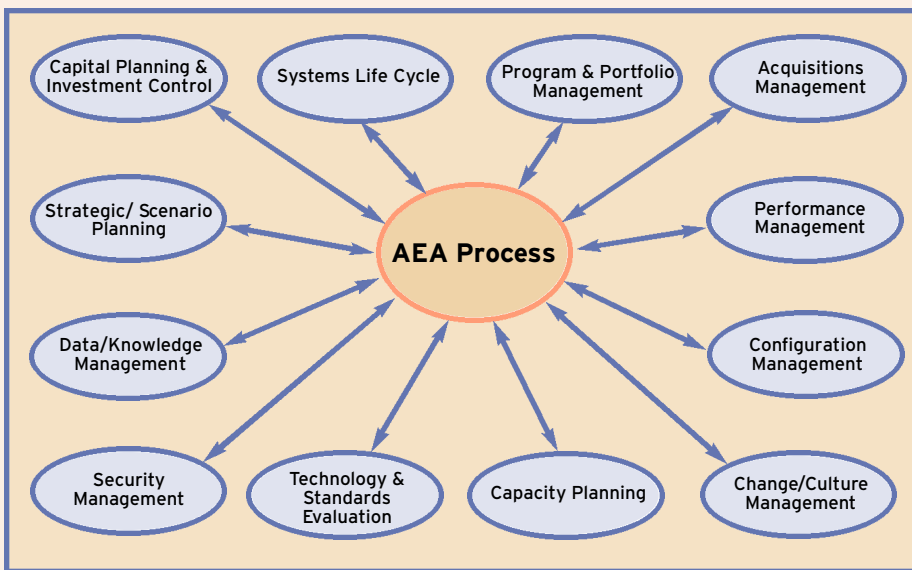 Capital Planning &
Investment Control
Systems Life Cycle
Program & Portfolio
Management
Acquisitions
Management
Strategic/ Scenario
Planning
AEA Process
Performance
Management
Data/Knowledge
Management
Configuration
Management
Security
Management
Technology &
Standards
Evaluation
Capacity Planning
Change/Culture
Management